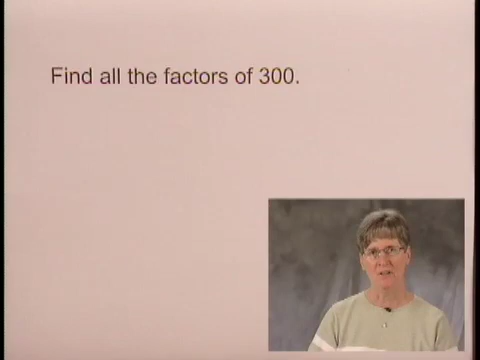 Find all the factors of 300.